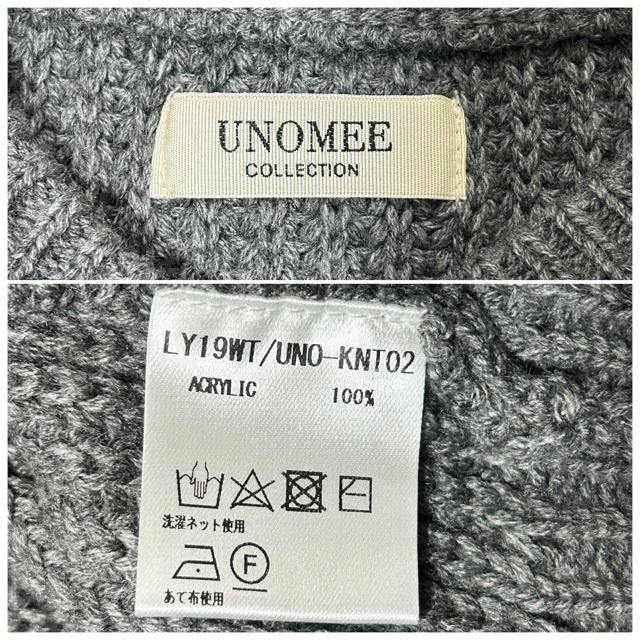 UNOMEE
COLLECTION
LY19WT/UNO-KNT02
ACRYLIC 100%
洗濯ネット使用
F
あて布使用